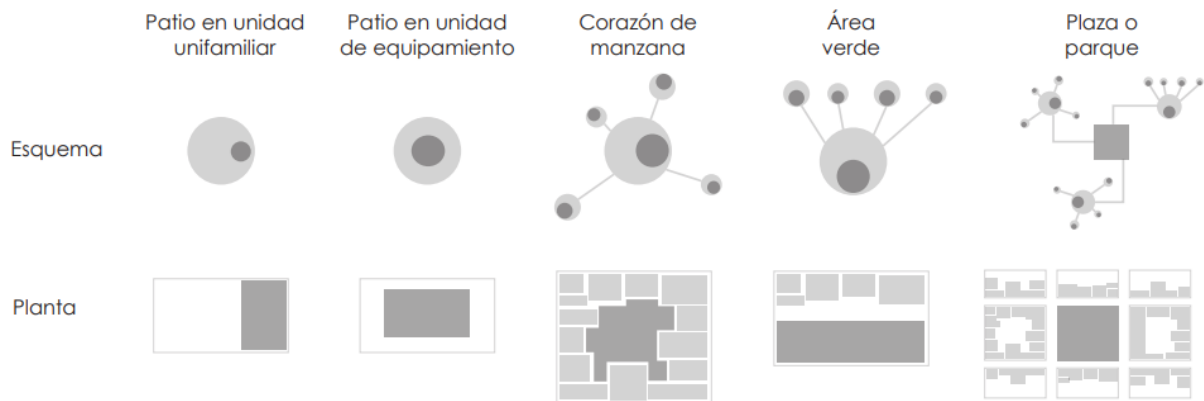 Patio en unidad
unifamiliar
Patio en unidad
de equipamiento
Corazón de
manzana
Área
verde
Plaza o
parque
Esquema
Planta